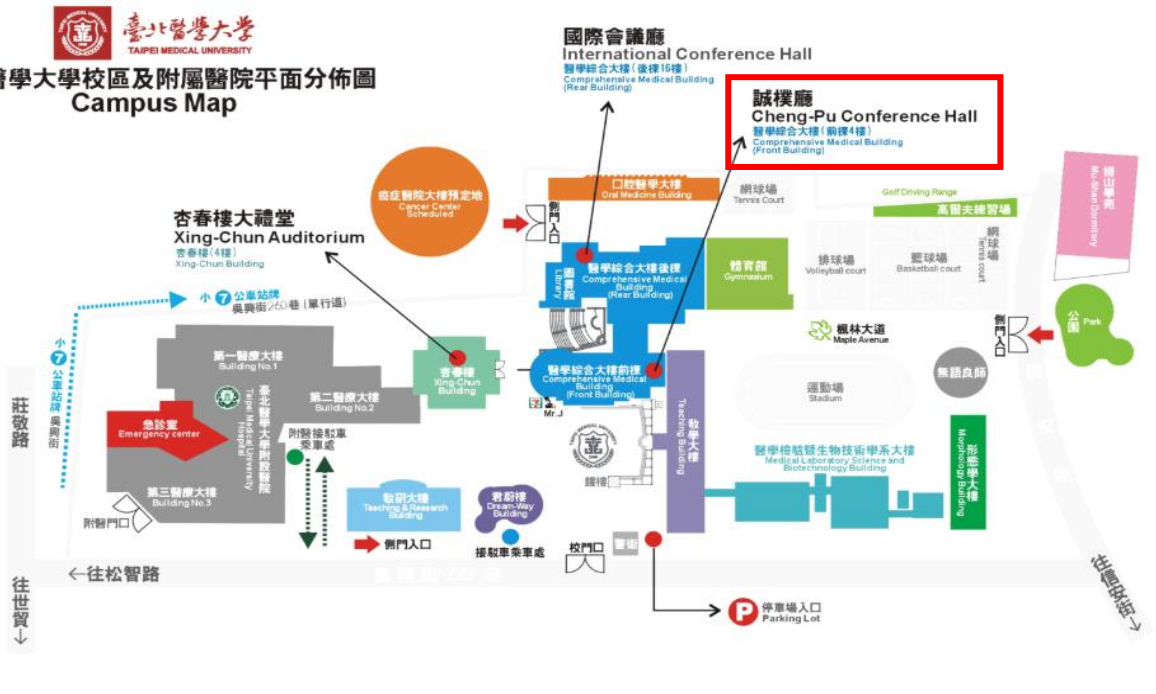 臺北醫學大學
TAIPEI MEDICAL UNIVERSITY
醫學大學校區及附屬醫院平面分佈圖
Campus Map
國際會議廳
International Conference Hall
醫學綜合大樓(後棟16樓)
Comprehensive Medical Building
(Rear Building)
誠樸廳
Cheng-Pu Conference Hall
醫學綜合大樓(前棟4樓)
Comprehensive Medical Building
(Front Building)
杏春樓大禮堂
Xing-Chun Auditorium
杏春樓(4樓)
Xing-Chun Building
癌症醫院大樓預定地
Cancer Center
Scheduled
側門入口
口腔醫學大樓
Oral Medicine Building
網球場
Tennis Court
Golf Driving Range
高爾夫練習場
拇山學苑
Mu-Shan Dormitory
小7公車站牌
吳興街260巷(單行道)
圖書館
Library
醫學綜合大樓後棟
Comprehensive Medical
Building
(Rear Building)
體育館
Gymnasium
排球場
Volleyball court
籃球場
Basketball court
網球場
Tennis court
公園 Park
側門入口
楓林大道
Maple Avenue
小7公車站牌 吳興街
莊敬路
第一醫療大樓
Building No.1
臺北醫學大學附設醫院
Taipei Medical University
Hospital
第二醫療大樓
Building No.2
急診室
Emergency center
第三醫療大樓
Building No.3
附醫門口
附醫接駁車
乘車處
杏春樓
Xing-Chun
Building
醫學綜合大樓前棟
Comprehensive Medical
Building
(Front Building)
Mr.J
鐘樓
教學大樓
Teaching Building
運動場
Stadium
無語良師
醫學檢驗暨生物技術學系大樓
Medical Laboratory Science and
Biotechnology Building
形態學大樓
Morphology Building
教研大樓
Teaching & Research
Building
側門入口
君蔚樓
Dream-Way
Building
接駁車乘車處
校門口
警衛
←往松智路
往世貿→
往信安街→
P 停車場入口
Parking Lot